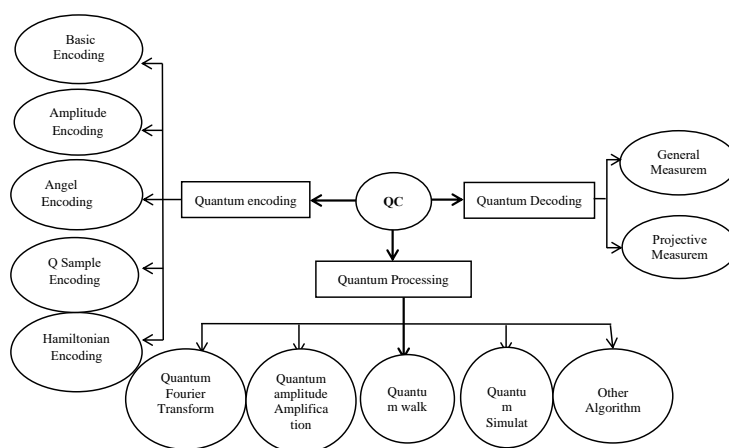 Basic
Encoding
Amplitude
Encoding
Angel
Encoding
Q Sample
Encoding
Hamiltonian
Encoding
Quantum encoding
QC
Quantum Decoding
General
Measurem
Projective
Measurem
Quantum Processing
Quantum
Fourier
Transform
Quantum
amplitude
Amplifica
tion
Quantu
m walk
Quantu
m
Simulat
Other
Algorithm